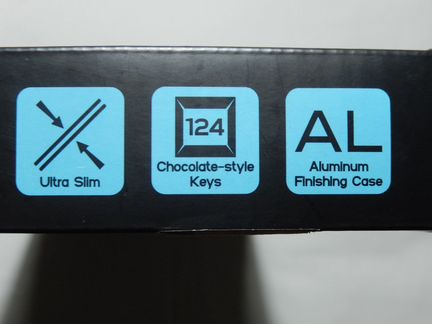 Ultra Slim
124
Chocolate-style
Keys
AL
Aluminum
Finishing Case